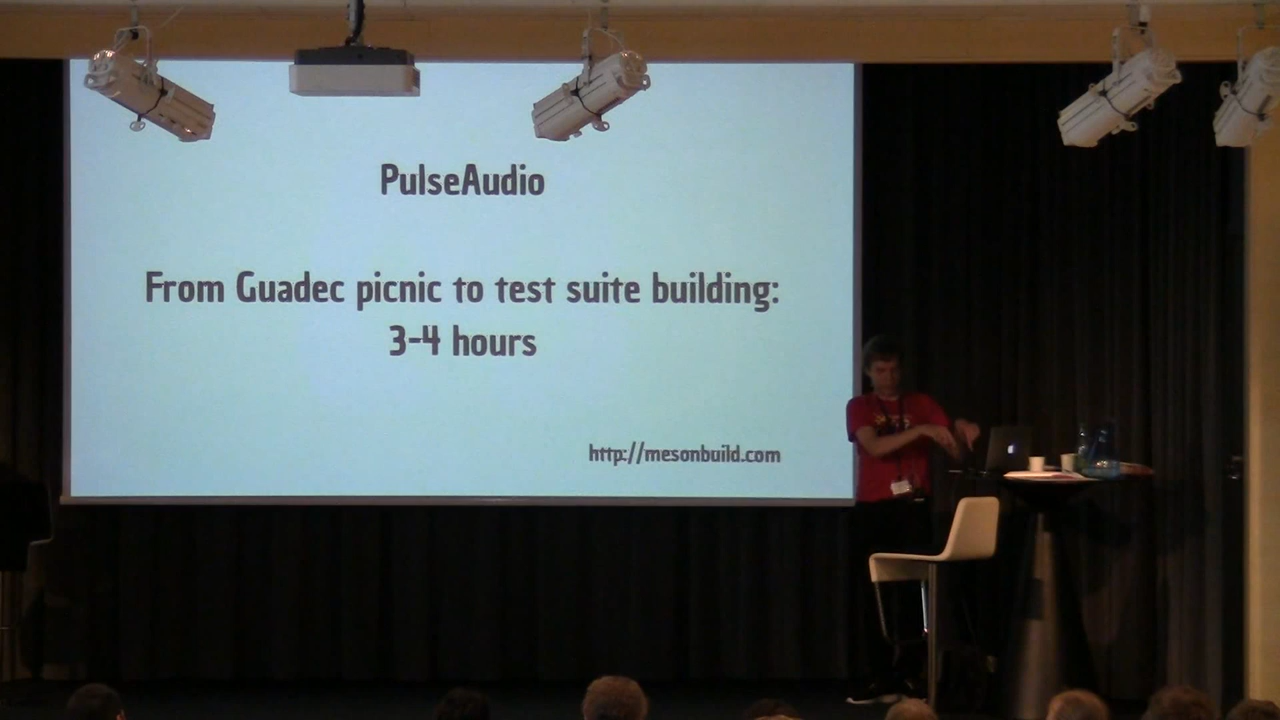 PulseAudio
From Guadec picnic to test suite building:
3-4 hours
http://mesonbuild.com